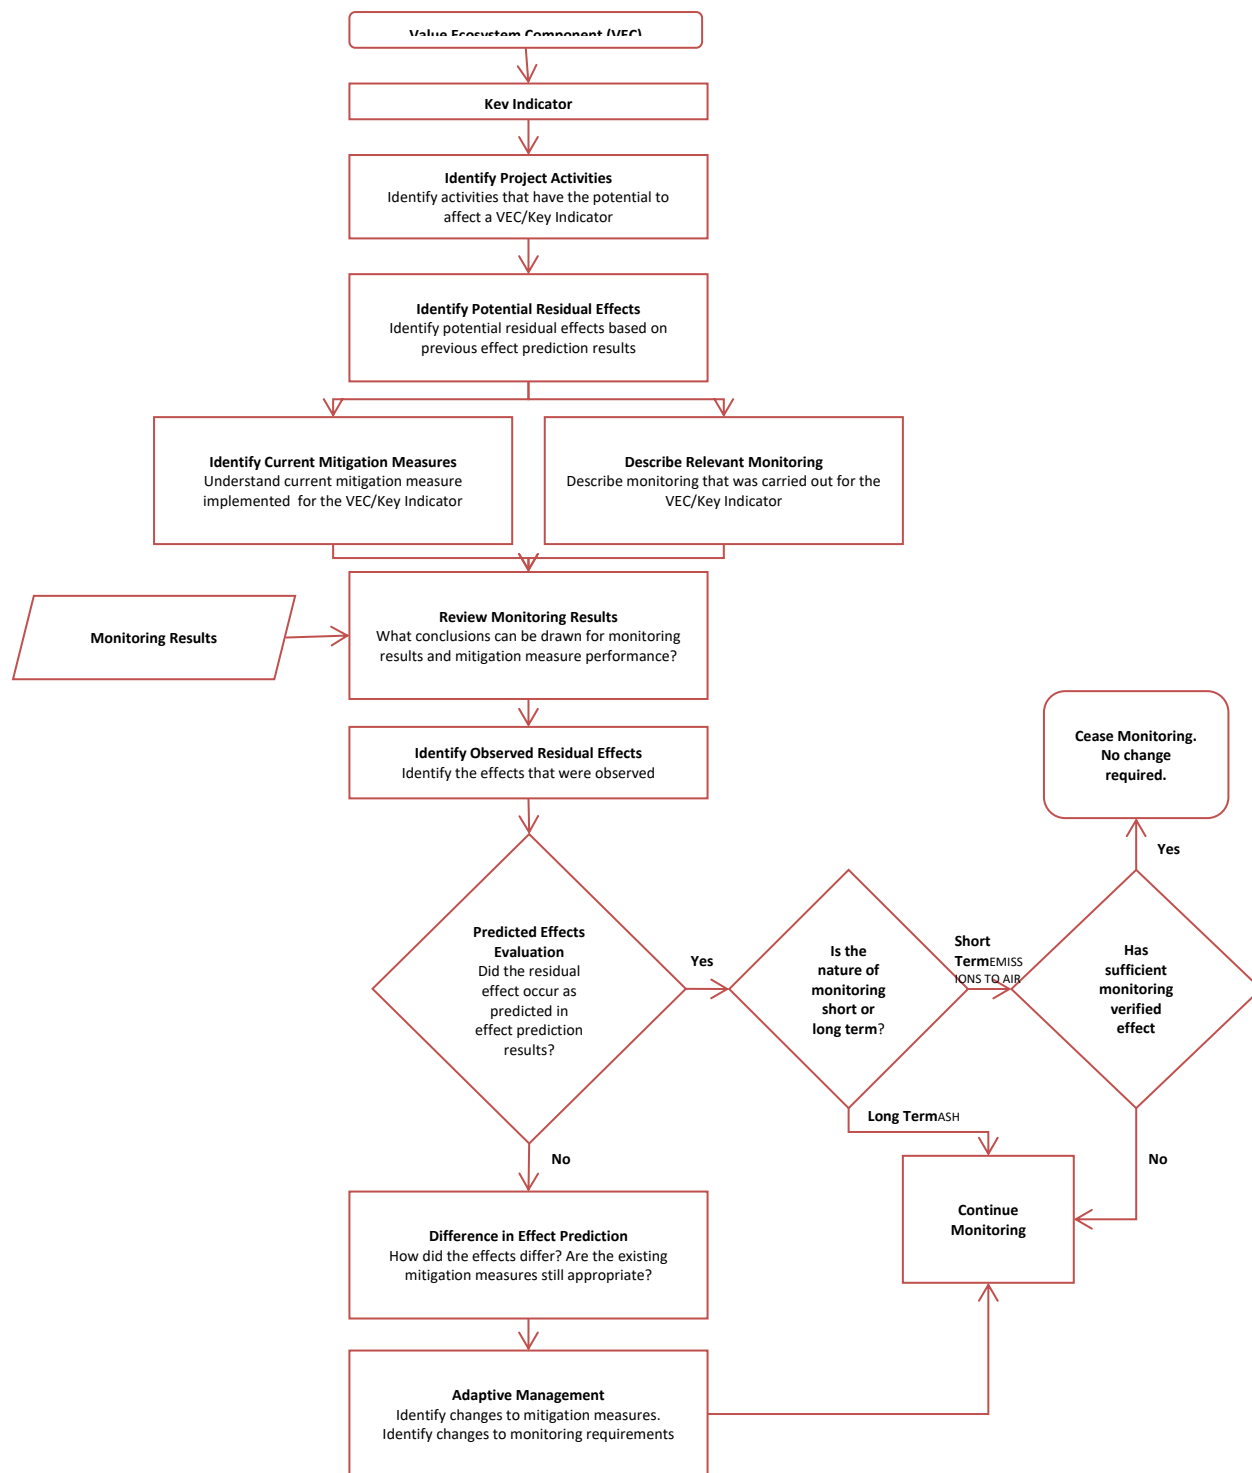 Value Ecosystem Component (VEC)
Key Indicator
Identify Project Activities
Identify activities that have the potential to
affect a VEC/Key Indicator
Identify Potential Residual Effects
Identify potential residual effects based on
previous effect prediction results
Identify Current Mitigation Measures
Understand current mitigation measure
implemented for the VEC/Key Indicator
Describe Relevant Monitoring
Describe monitoring that was carried out for the
VEC/Key Indicator
Monitoring Results
Review Monitoring Results
What conclusions can be drawn for monitoring
results and mitigation measure performance?
Identify Observed Residual Effects
Identify the effects that were observed
Cease Monitoring.
No change
required.
Yes
Predicted Effects
Evaluation
Did the residual
effect occur as
predicted in
effect prediction
results?
Yes
Is the
nature of
monitoring
short or
long term?
Short
TermEMISS
IONS TO AIR
Has
sufficient
monitoring
verified
effect
Long TermASH
No
No
Continue
Monitoring
Difference in Effect Prediction
How did the effects differ? Are the existing
mitigation measures still appropriate?
Adaptive Management
Identify changes to mitigation measures.
Identify changes to monitoring requirements